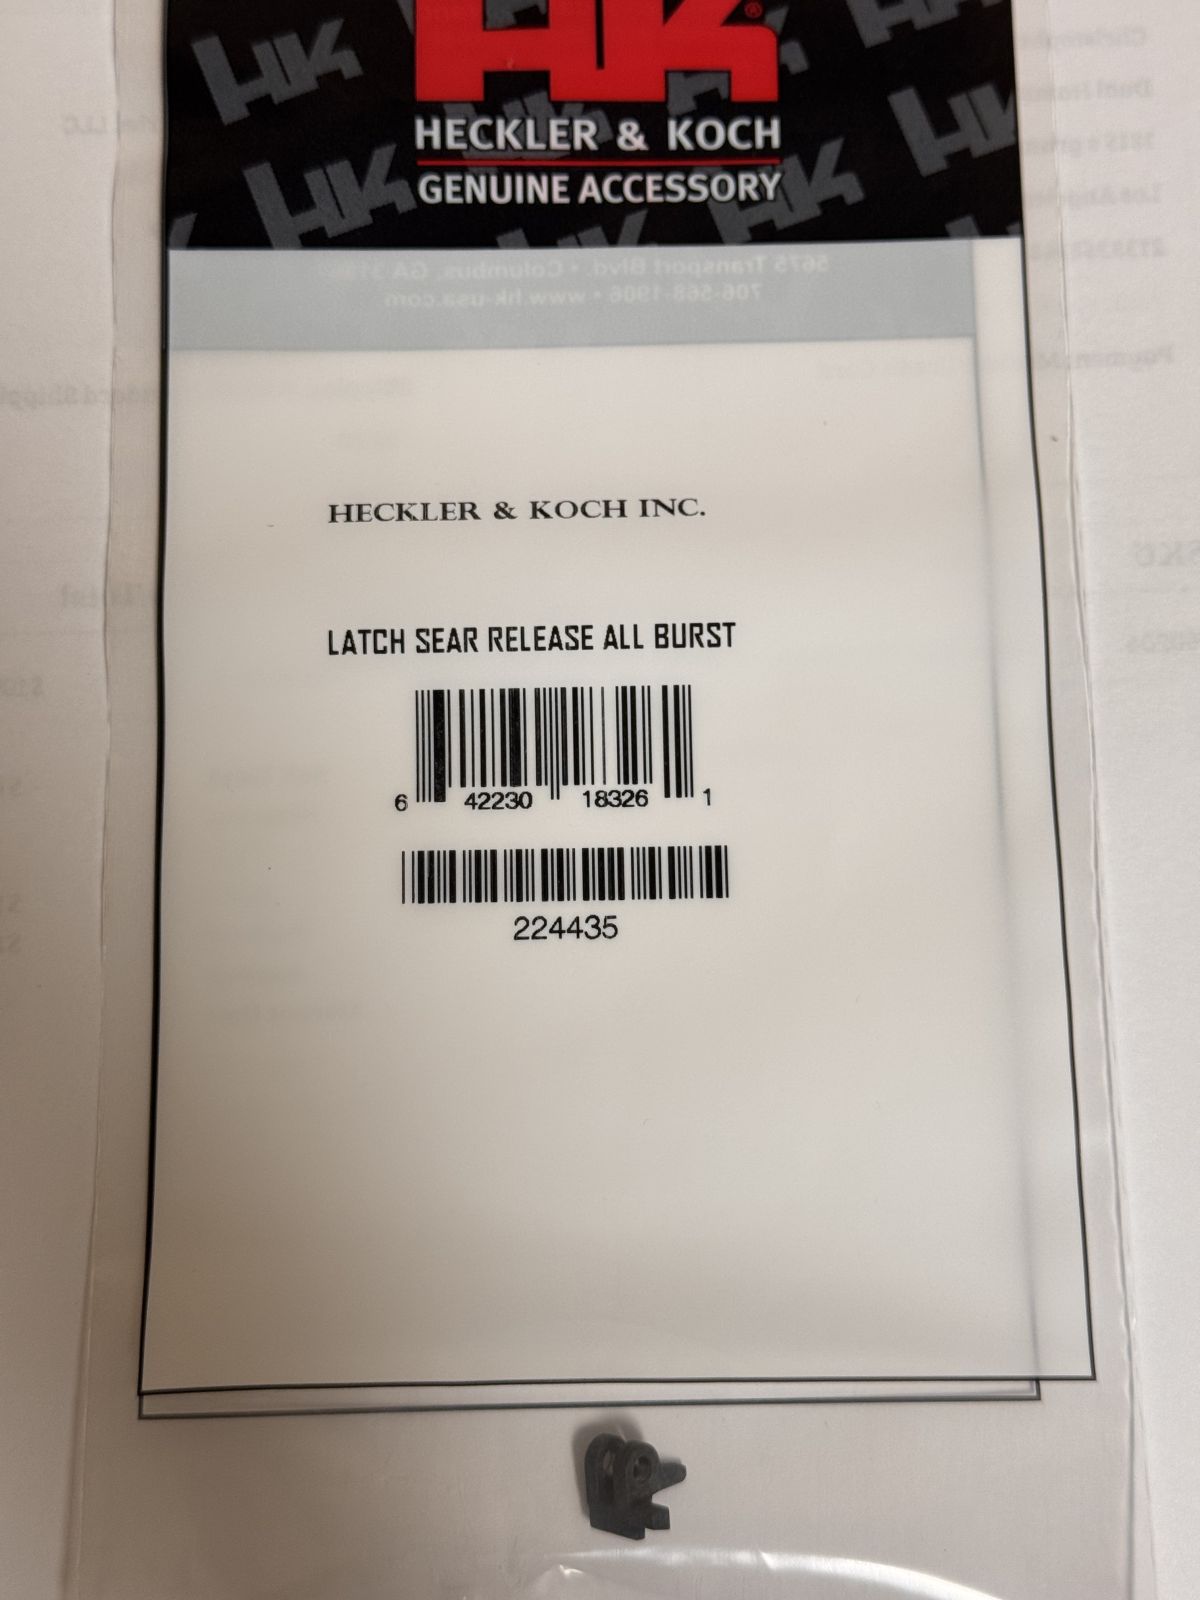 HK®
HECKLER & KOCH
GENUINE ACCESSORY
5675 Transport Blvd. • Columbus, GA
706-568-1906 • www.hk-usa.com
HECKLER & KOCH INC.
LATCH SEAR RELEASE ALL BURST
6 42230 18326 1
224435